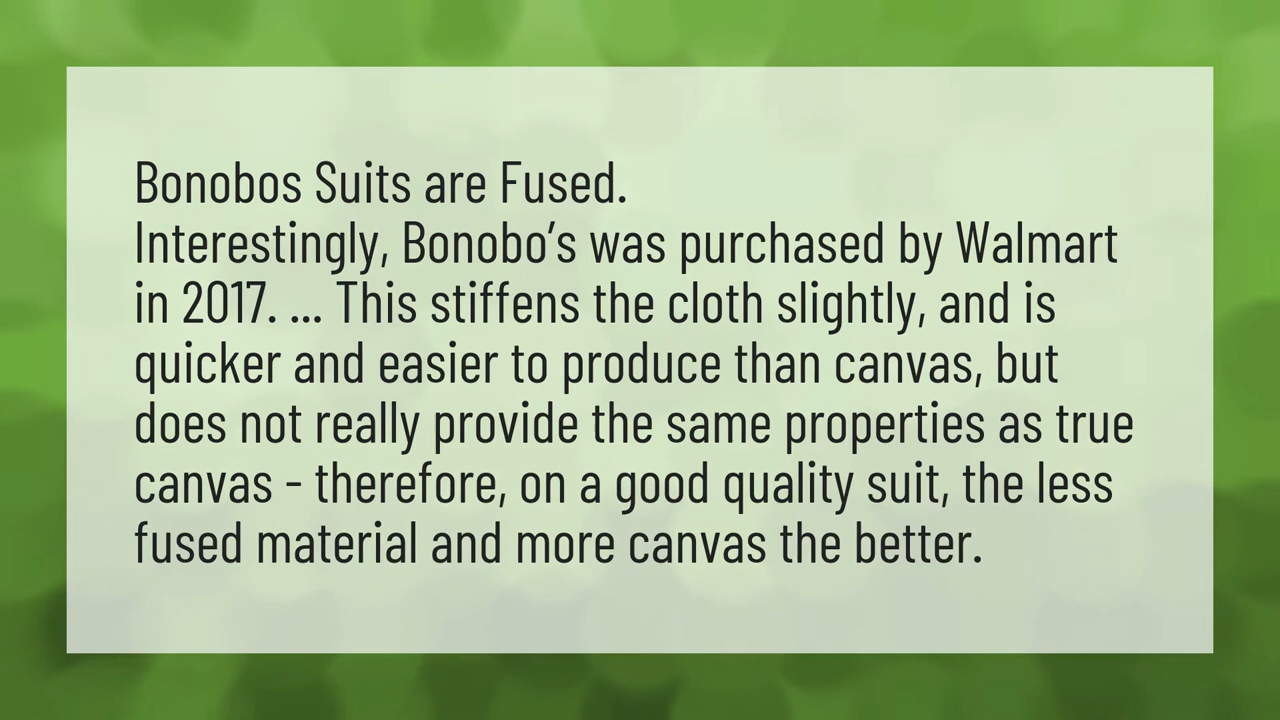 Bonobos Suits are Fused.
Interestingly, Bonobo’s was purchased by Walmart
in 2017. ... This stiffens the cloth slightly, and is
quicker and easier to produce than canvas, but
does not really provide the same properties as true
canvas - therefore, on a good quality suit, the less
fused material and more canvas the better.